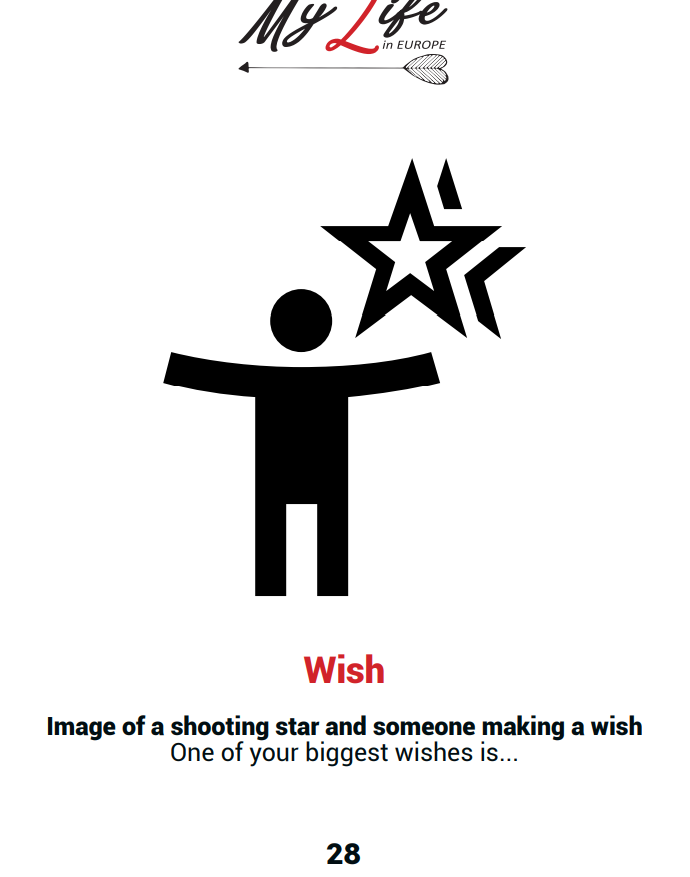 My Life
in EUROPE
Wish
Image of a shooting star and someone making a wish
One of your biggest wishes is...
28